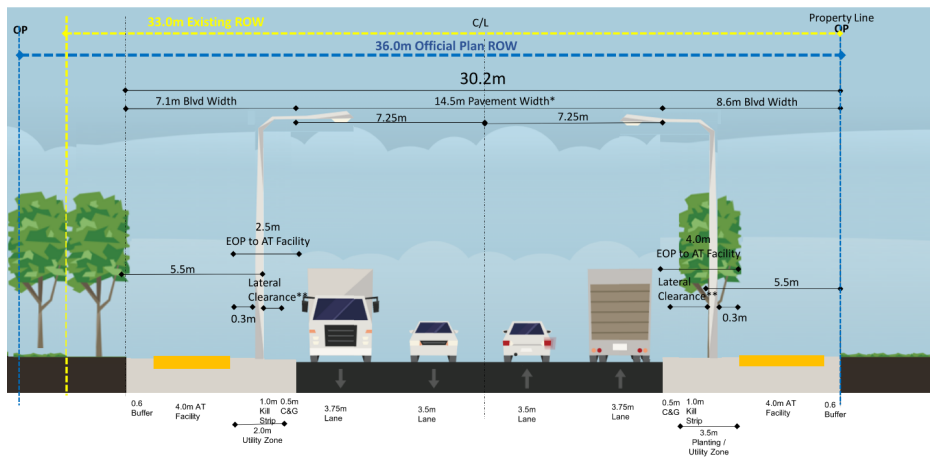 C/L
Property Line
33.0m Existing ROW
OP
OP
36.0m Official Plan ROW
30.2m
7.1m Blvd Width
14.5m Pavement Width*
8.6m Blvd Width
7.25m
7.25m
2.5m
EOP to AT Facility
4.0m
EOP to AT Facility
5.5m
Lateral
Clearance**
0.3m
Lateral
Clearance**
5.5m
0.3m
0.6
Buffer
4.0m AT
Facility
1.0m
Kill
Strip
0.5m
C&G
2.0m
Utility Zone
3.75m
Lane
3.5m
Lane
3.5m
Lane
3.75m
Lane
0.5m
C&G
1.0m
Kill
Strip
3.5m
Planting /
Utility Zone
4.0m AT
Facility
0.6
Buffer